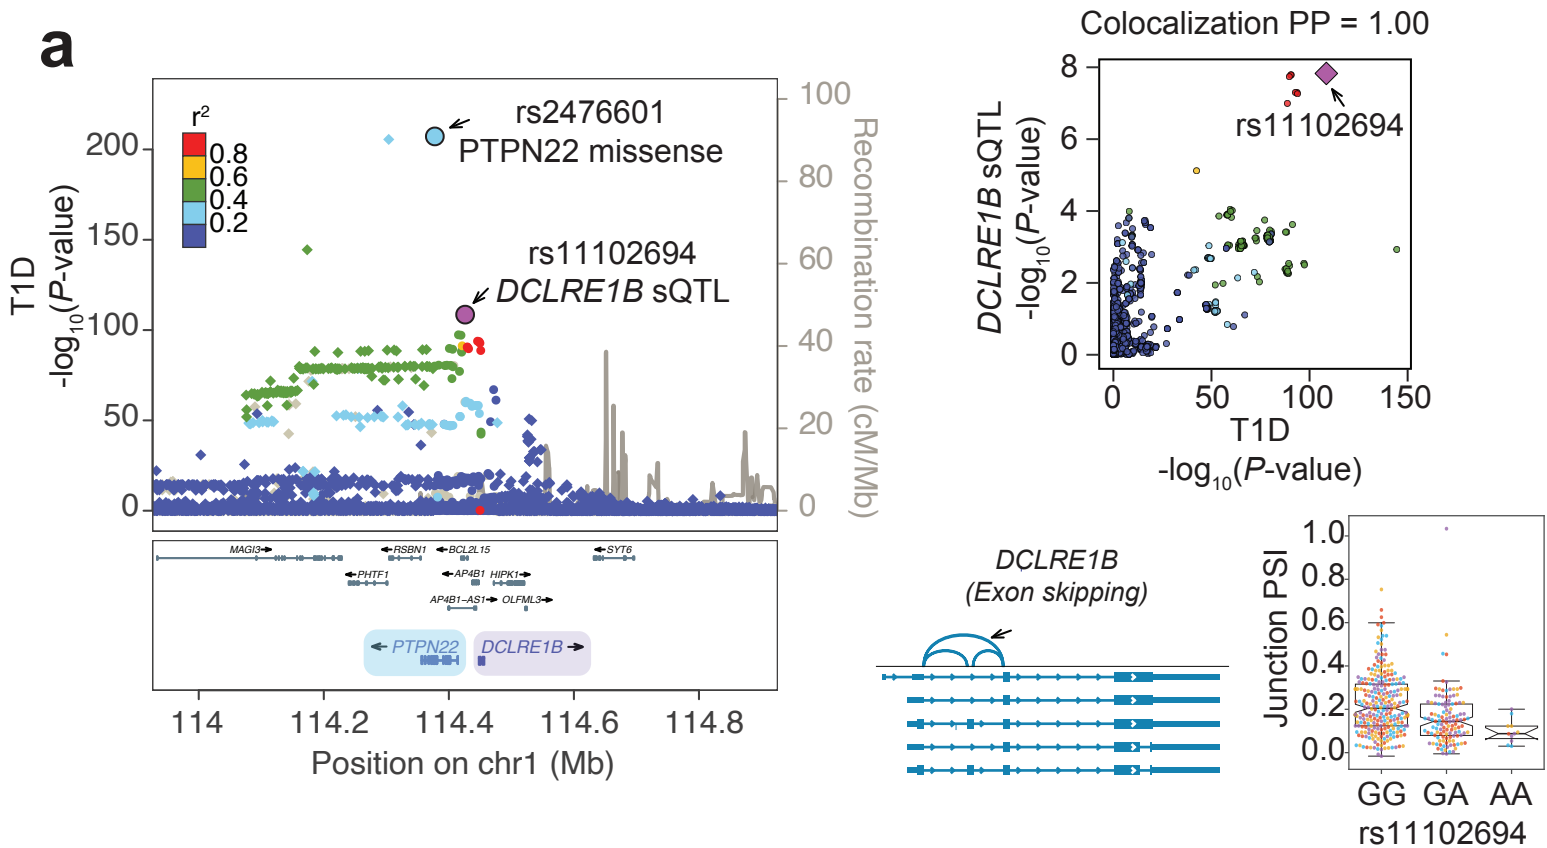 a
r²
0.8
0.6
0.4
0.2
rs2476601
PTPN22 missense
rs11102694
DCLRE1B sQTL
T1D
-log10(P-value)
200
150
100
50
0
100
80
60
40
20
0
Recombination rate (cM/Mb)
MAGI3
RSBN1
BCL2L15
SYT6
PHTF1
AP4B1
HIPK1
AP4B1−AS1
OLFML3
PTPN22
DCLRE1B
114
114.2
114.4
114.6
114.8
Position on chr1 (Mb)
Colocalization PP = 1.00
DCLRE1B sQTL
-log10(P-value)
8
6
4
2
0
rs11102694
0
50
100
150
T1D
-log10(P-value)
DCLRE1B
(Exon skipping)
Junction PSI
1.0
0.8
0.6
0.4
0.2
0.0
GG GA AA
rs11102694